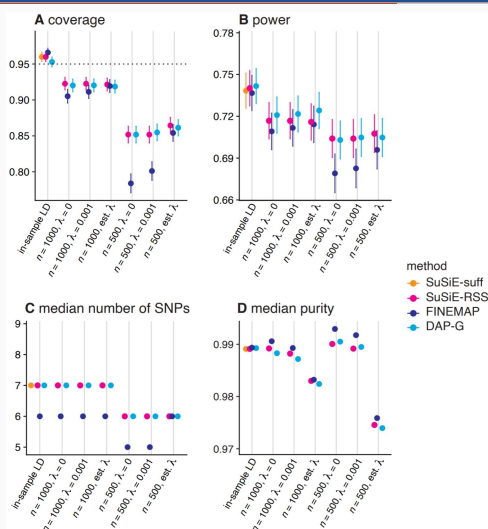 A coverage
0.95
0.90
0.85
0.80
in-sample LD
n = 1000, λ = 0
n = 1000, λ = 0.001
n = 1000, est. λ
n = 500, λ = 0
n = 500, λ = 0.001
n = 500, est. λ
B power
0.78
0.75
0.72
0.69
0.66
in-sample LD
n = 1000, λ = 0
n = 1000, λ = 0.001
n = 1000, est. λ
n = 500, λ = 0
n = 500, λ = 0.001
n = 500, est. λ
method
SuSiE-suff
SuSiE-RSS
FINEMAP
DAP-G
C median number of SNPs
9
8
7
6
5
in-sample LD
n = 1000, λ = 0
n = 1000, λ = 0.001
n = 1000, est. λ
n = 500, λ = 0
n = 500, λ = 0.001
n = 500, est. λ
D median purity
0.99
0.98
0.97
in-sample LD
n = 1000, λ = 0
n = 1000, λ = 0.001
n = 1000, est. λ
n = 500, λ = 0
n = 500, λ = 0.001
n = 500, est. λ